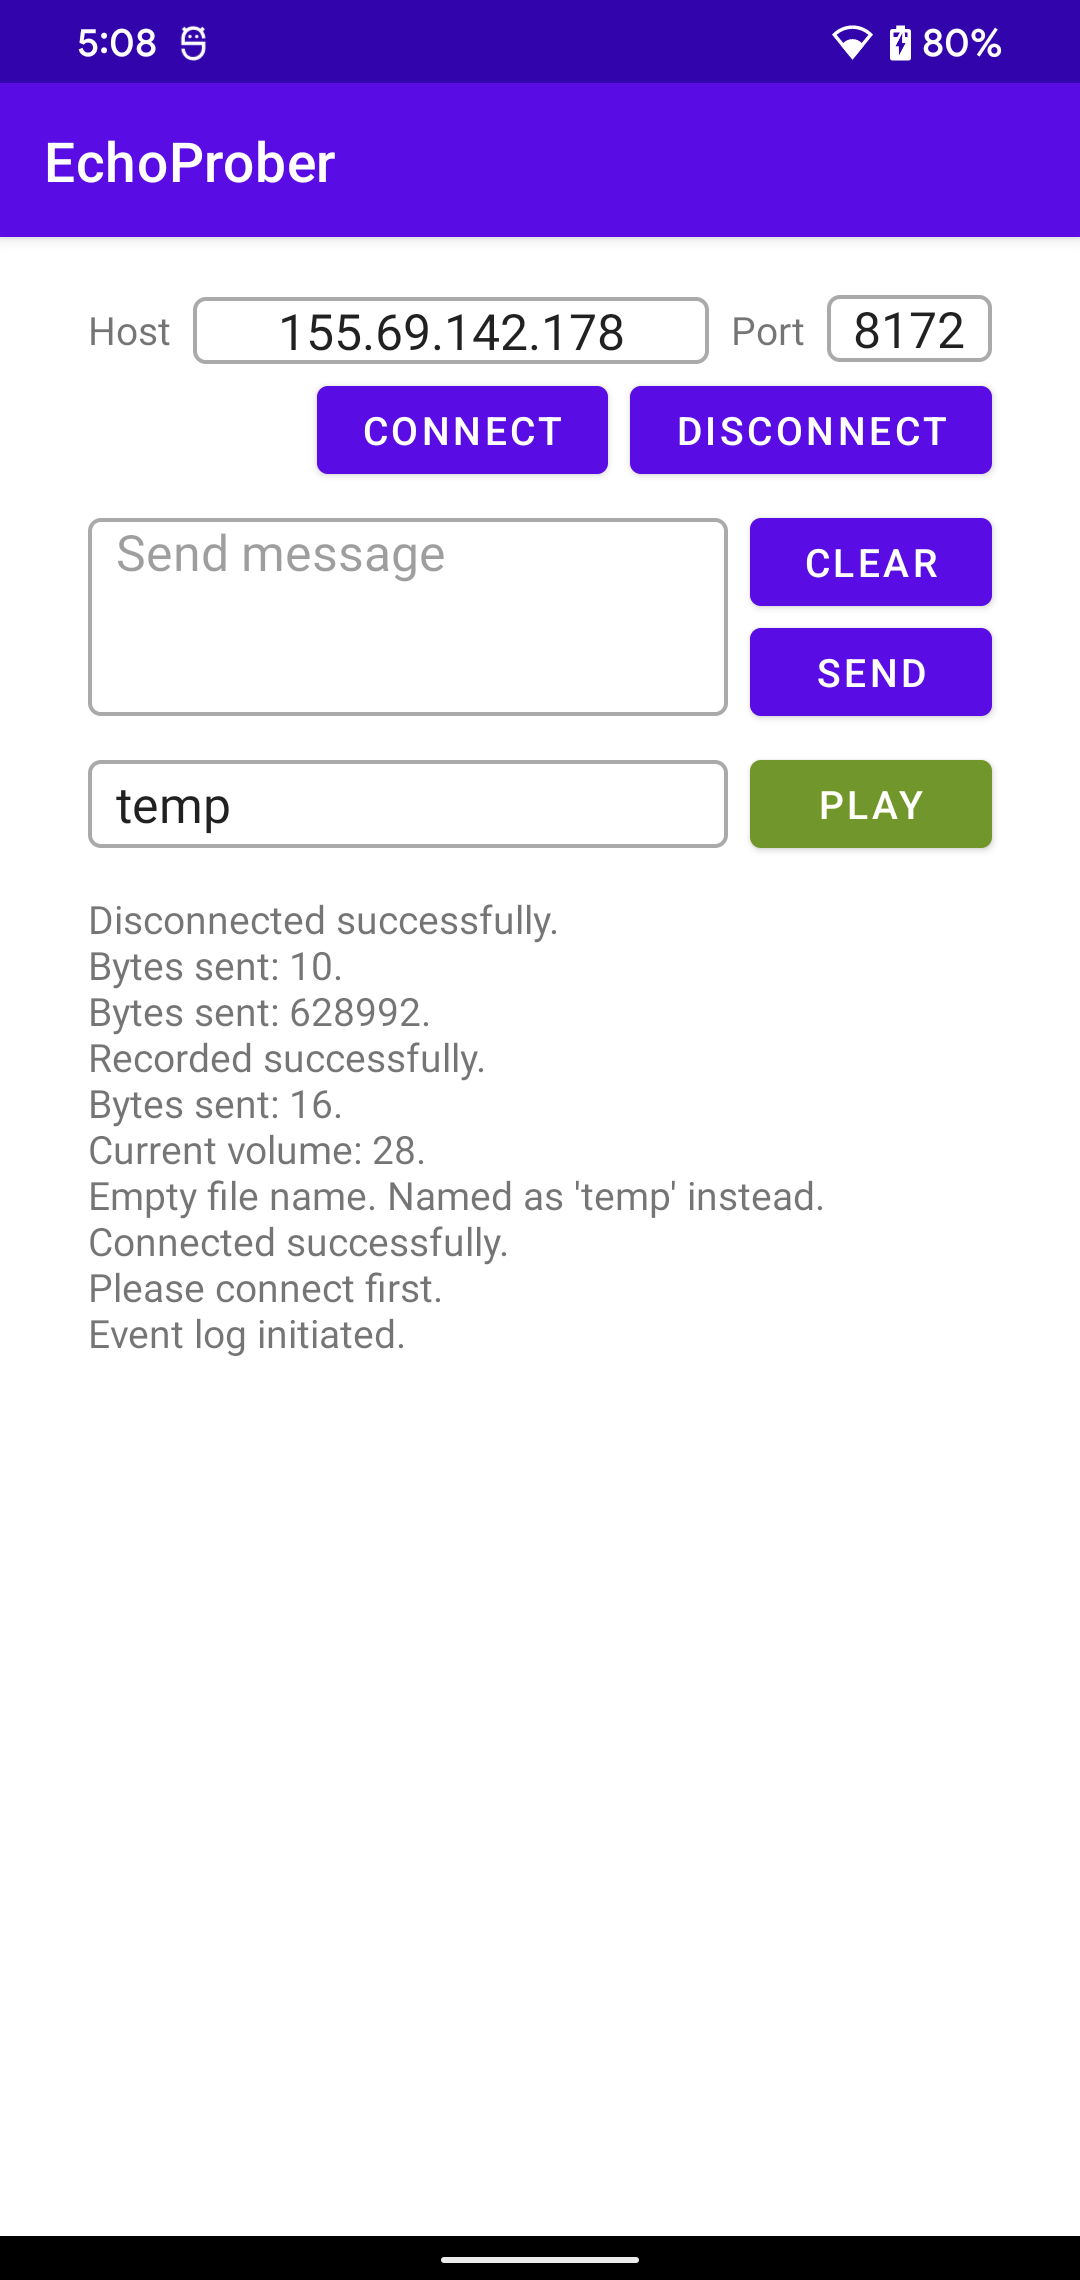 5:08 80%
EchoProber
Host 155.69.142.178 Port 8172
CONNECT DISCONNECT
Send message
CLEAR
SEND
temp PLAY
Disconnected successfully.
Bytes sent: 10.
Bytes sent: 628992.
Recorded successfully.
Bytes sent: 16.
Current volume: 28.
Empty file name. Named as 'temp' instead.
Connected successfully.
Please connect first.
Event log initiated.